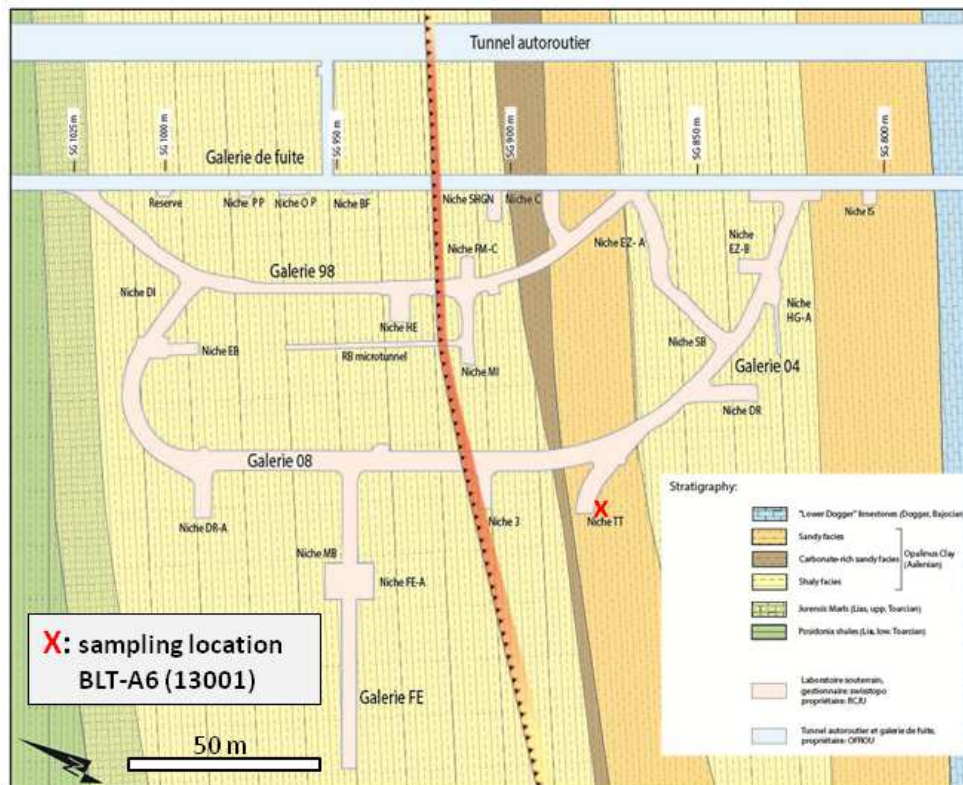 Tunnel autoroutier
SG 1025 m
SG 1000 m
SG 950 m
SG 900 m
SG 850 m
SG 800 m
Galerie de fuite
Reserve
Niche PP
Niche O P
Niche BF
Niche SHGN
Niche C
Niche IS
Niche EZ-A
Niche
EZ-B
Niche FM-C
Galerie 98
Niche DI
Niche HE
Niche
HG-A
Niche EB
RB microtunnel
Niche MI
Niche SB
Galerie 04
Niche DR
Galerie 08
Niche DR-A
Niche 3
Niche TT
X
Niche MB
Niche FE-A
Galerie FE
X: sampling location
BLT-A6 (13001)
50 m
Stratigraphy:
"Lower Dogger" limestones (Dogger, Bajocian)
Sandy facies
Carbonate-rich sandy facies
Opalinus Clay
(Aalenian)
Shaly facies
Jurensis Marls (Lias, upp. Toarcian)
Posidonia shales (Lia, low. Toarcian)
Laboratoire souterrain,
gestionnaire: swisstopo
propriétaire: RCJU
Tunnel autoroutier et galerie de fuite,
propriétaire: OFROU